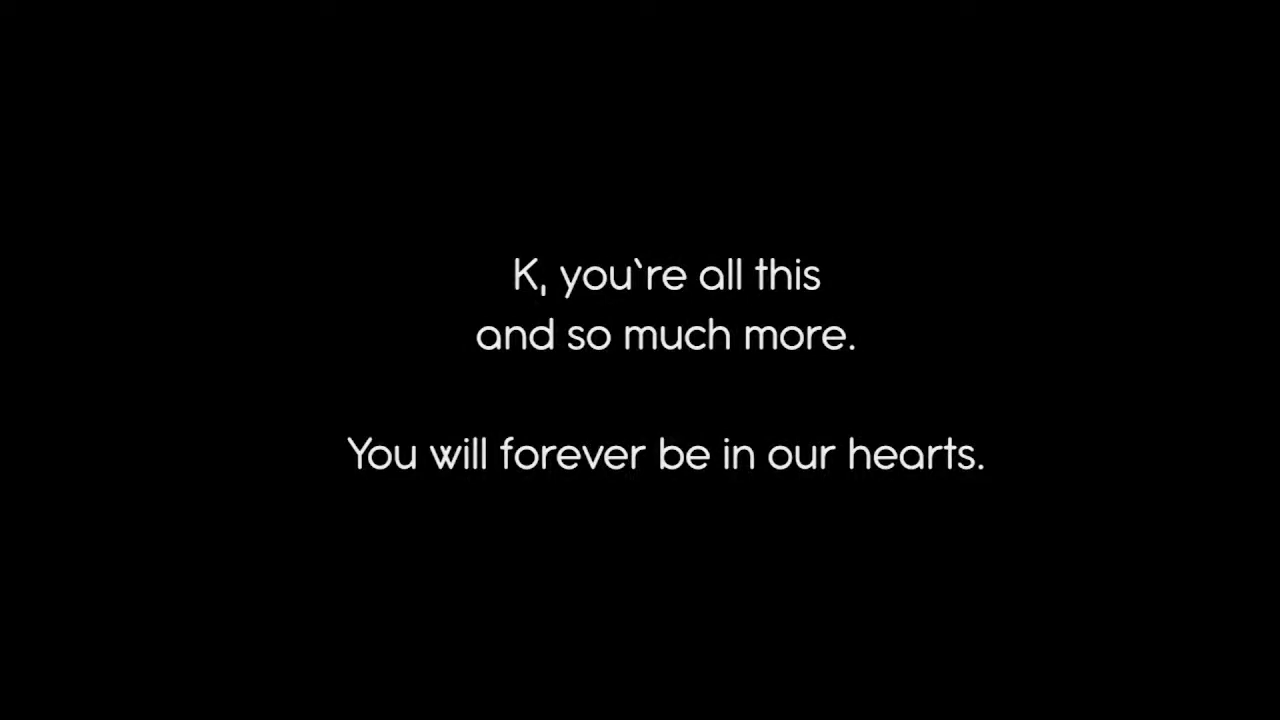 K, you`re all this
and so much more.
You will forever be in our hearts.